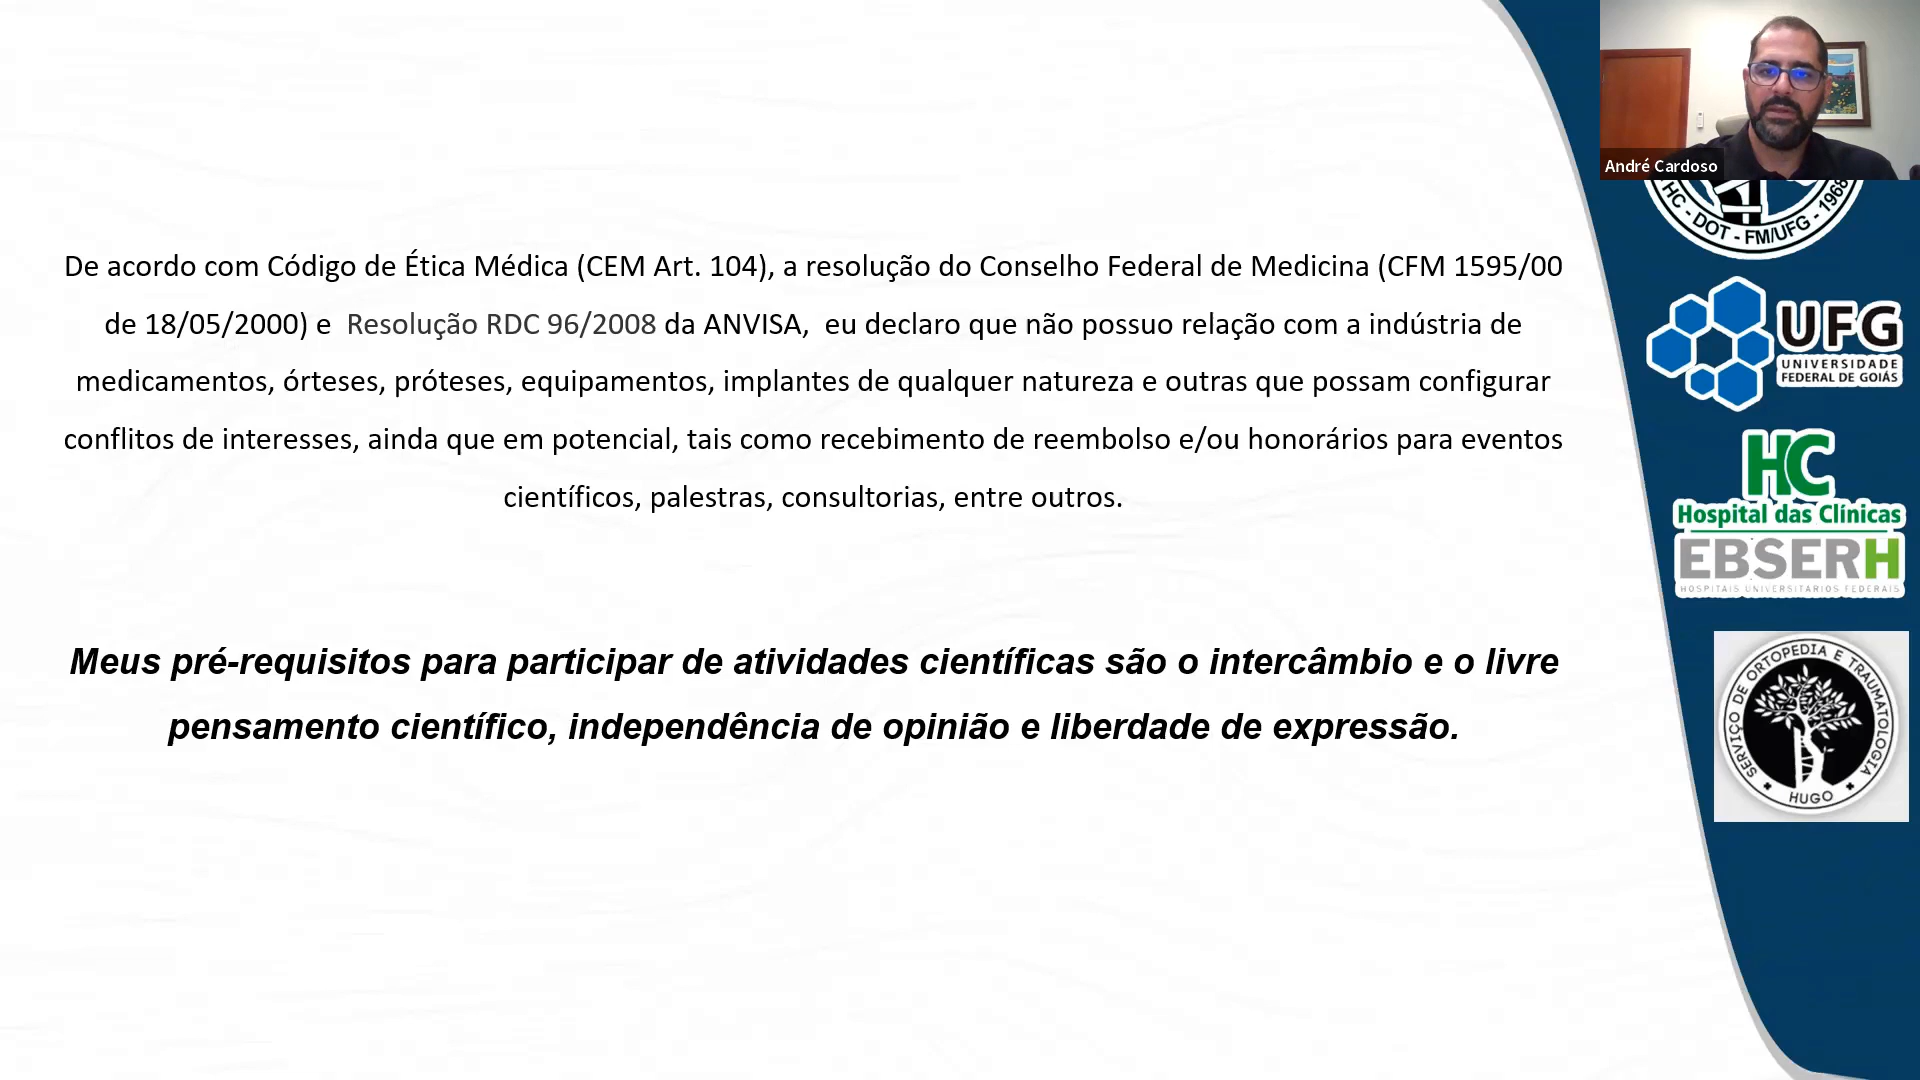 André Cardoso
De acordo com Código de Ética Médica (CEM Art. 104), a resolução do Conselho Federal de Medicina (CFM 1595/00
de 18/05/2000) e Resolução RDC 96/2008 da ANVISA, eu declaro que não possuo relação com a indústria de
medicamentos, órteses, próteses, equipamentos, implantes de qualquer natureza e outras que possam configurar
conflitos de interesses, ainda que em potencial, tais como recebimento de reembolso e/ou honorários para eventos
científicos, palestras, consultorias, entre outros.
Meus pré-requisitos para participar de atividades científicas são o intercâmbio e o livre
pensamento científico, independência de opinião e liberdade de expressão.
HC - DOT - FM/UFG - 1968
UFG
UNIVERSIDADE
FEDERAL DE GOIÁS
HC
Hospital das Clínicas
EBSERH
HOSPITAIS UNIVERSITÁRIOS FEDERAIS
SERVIÇO DE ORTOPEDIA E TRAUMATOLOGIA
HUGO